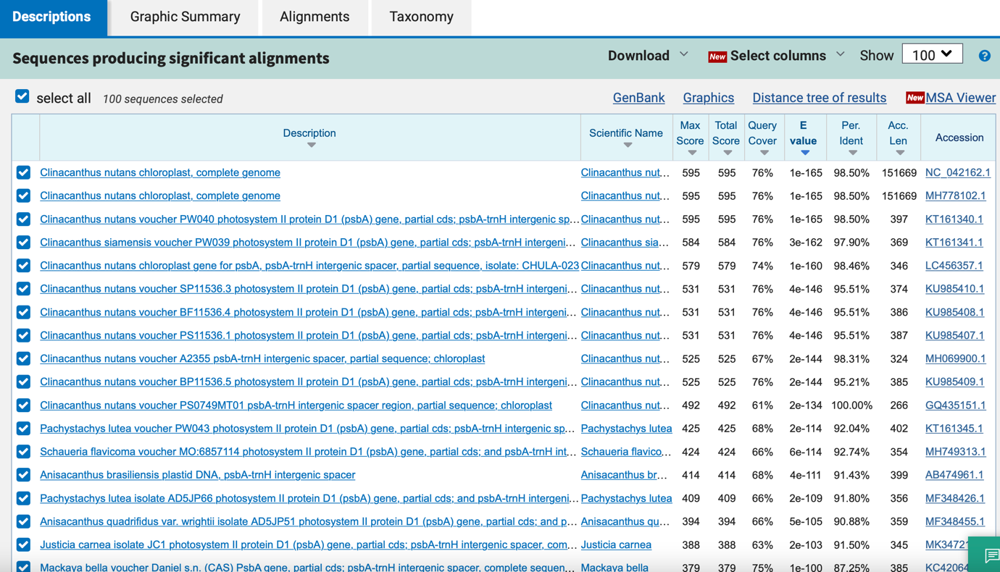 Descriptions Graphic Summary Alignments Taxonomy
Sequences producing significant alignments Download New Select columns Show 100 ?
select all 100 sequences selected GenBank Graphics Distance tree of results New MSA Viewer
Description Scientific Name Max Score Total Score Query Cover E value Per. Ident Acc. Len Accession
Clinacanthus nutans chloroplast, complete genome Clinacanthus nut... 595 595 76% 1e-165 98.50% 151669 NC_042162.1
Clinacanthus nutans chloroplast, complete genome Clinacanthus nut... 595 595 76% 1e-165 98.50% 151669 MH778102.1
Clinacanthus nutans voucher PW040 photosystem II protein D1 (psbA) gene, partial cds; psbA-trnH intergenic sp... Clinacanthus nut... 595 595 76% 1e-165 98.50% 397 KT161340.1
Clinacanthus siamensis voucher PW039 photosystem II protein D1 (psbA) gene, partial cds; psbA-trnH intergeni... Clinacanthus sia... 584 584 76% 3e-162 97.90% 369 KT161341.1
Clinacanthus nutans chloroplast gene for psbA, psbA-trnH intergenic spacer, partial sequence, isolate: CHULA-023 Clinacanthus nut... 579 579 74% 1e-160 98.46% 346 LC456357.1
Clinacanthus nutans voucher SP11536.3 photosystem II protein D1 (psbA) gene, partial cds; psbA-trnH intergeni... Clinacanthus nut... 531 531 76% 4e-146 95.51% 374 KU985410.1
Clinacanthus nutans voucher BF11536.4 photosystem II protein D1 (psbA) gene, partial cds; psbA-trnH intergeni... Clinacanthus nut... 531 531 76% 4e-146 95.51% 386 KU985408.1
Clinacanthus nutans voucher PS11536.1 photosystem II protein D1 (psbA) gene, partial cds; psbA-trnH intergeni... Clinacanthus nut... 531 531 76% 4e-146 95.51% 387 KU985407.1
Clinacanthus nutans voucher A2355 psbA-trnH intergenic spacer, partial sequence; chloroplast Clinacanthus nut... 525 525 67% 2e-144 98.31% 324 MH069900.1
Clinacanthus nutans voucher BP11536.5 photosystem II protein D1 (psbA) gene, partial cds; psbA-trnH intergeni... Clinacanthus nut... 525 525 76% 2e-144 95.21% 385 KU985409.1
Clinacanthus nutans voucher PS0749MT01 psbA-trnH intergenic spacer region, partial sequence; chloroplast Clinacanthus nut... 492 492 61% 2e-134 100.00% 266 GQ435151.1
Pachystachys lutea voucher PW043 photosystem II protein D1 (psbA) gene, partial cds; psbA-trnH intergenic sp... Pachystachys lutea 425 425 68% 2e-114 92.04% 402 KT161345.1
Schaueria flavicoma voucher MO:6857114 photosystem II protein D1 (psbA) gene, partial cds; and psbA-trnH int... Schaueria flavico... 424 424 66% 6e-114 92.74% 354 MH749313.1
Anisacanthus brasiliensis plastid DNA, psbA-trnH intergenic spacer Anisacanthus br... 414 414 68% 4e-111 91.43% 399 AB474961.1
Pachystachys lutea isolate AD5JP66 photosystem II protein D1 (psbA) gene, partial cds; and psbA-trnH intergeni... Pachystachys lutea 409 409 66% 2e-109 91.80% 356 MF348426.1
Anisacanthus quadrifidus var. wrightii isolate AD5JP51 photosystem II protein D1 (psbA) gene, partial cds; and p... Anisacanthus qu... 394 394 66% 5e-105 90.88% 359 MF348455.1
Justicia carnea isolate JC1 photosystem II protein D1 (psbA) gene, partial cds; psbA-trnH intergenic spacer, com... Justicia carnea 388 388 63% 2e-103 91.50% 345 MK34721
Mackaya bella voucher Daniel s.n. (CAS) PsbA gene, partial cds; psbA-trnH intergenic spacer, complete sequen... Mackaya bella 379 379 75% 1e-100 87.25% 385 KC42064